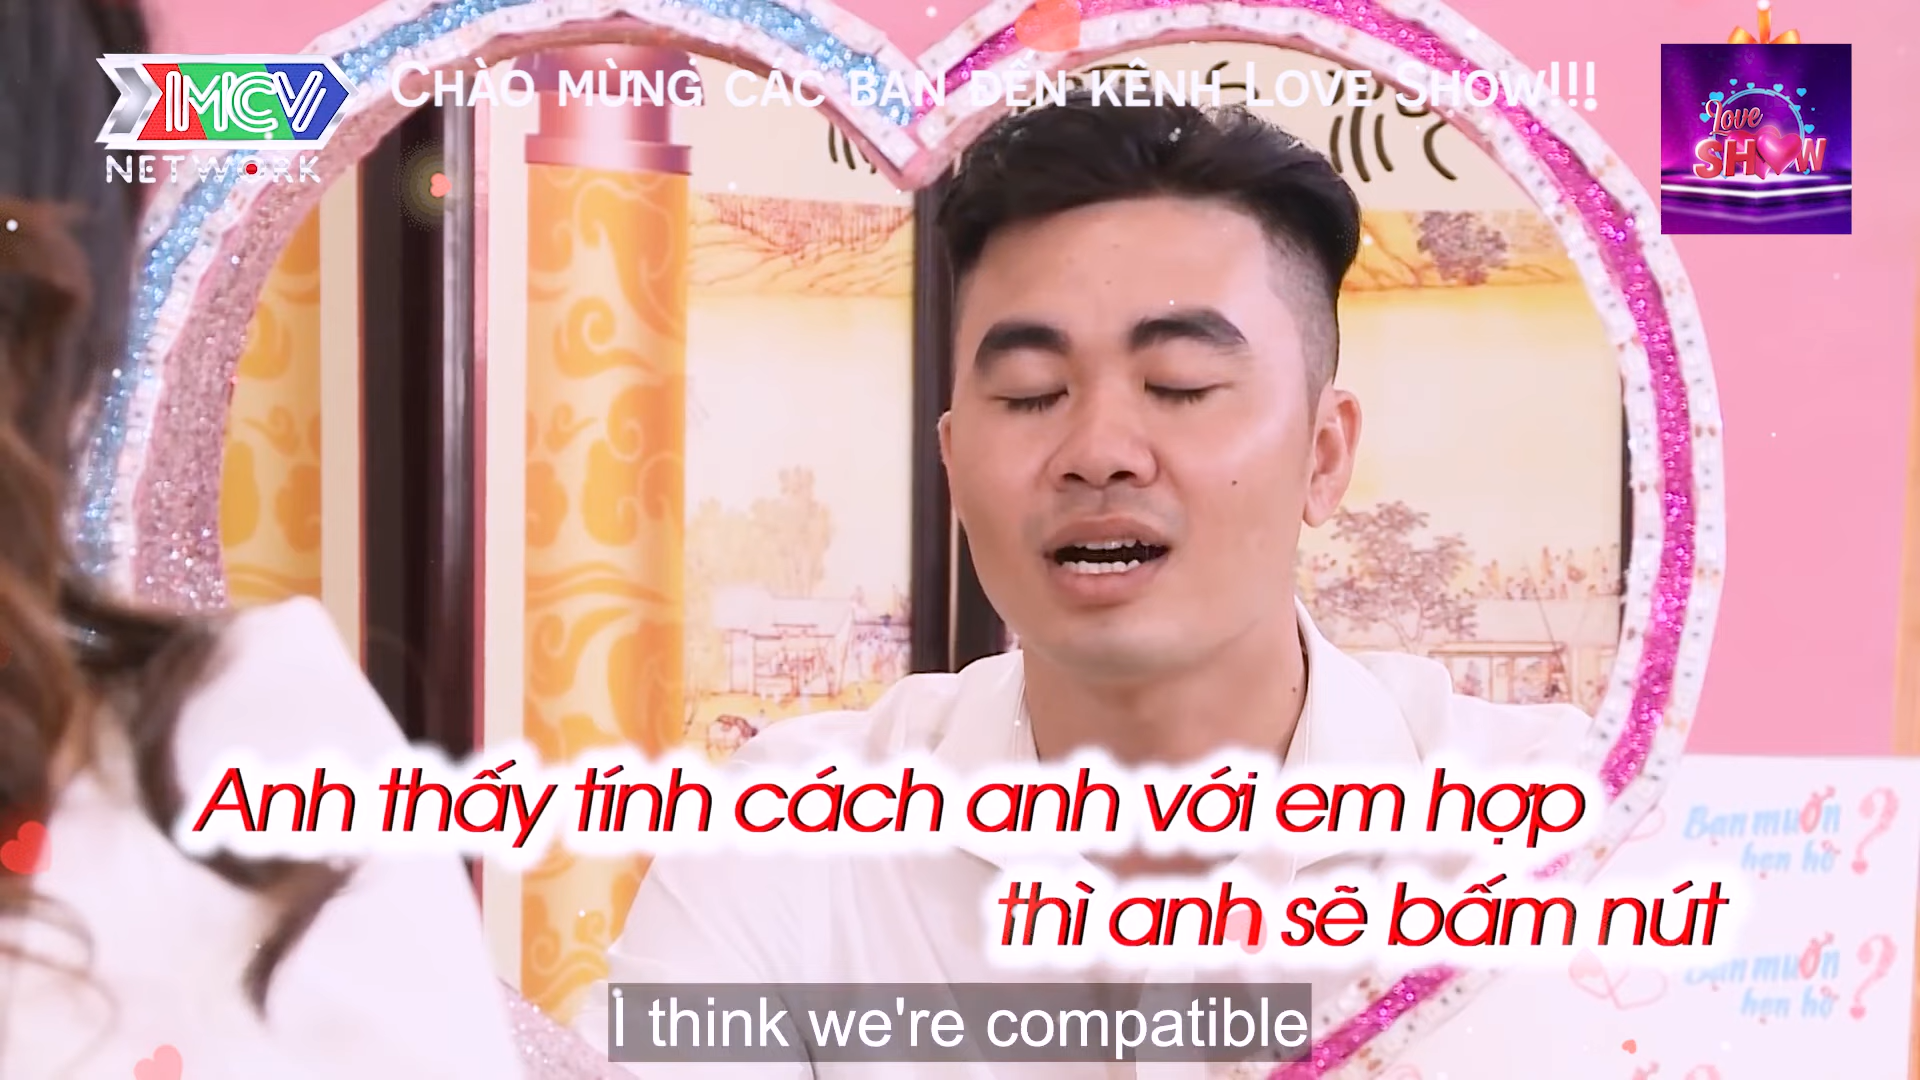 MCV
NETWORK
Chào mừng các bạn đến kênh Love Show!!!
Love
SHOW
Anh thấy tính cách anh với em hợp
thì anh sẽ bấm nút
Bạn muốn
hẹn hò
?
Bạn muốn
hẹn hò
?
I think we're compatible